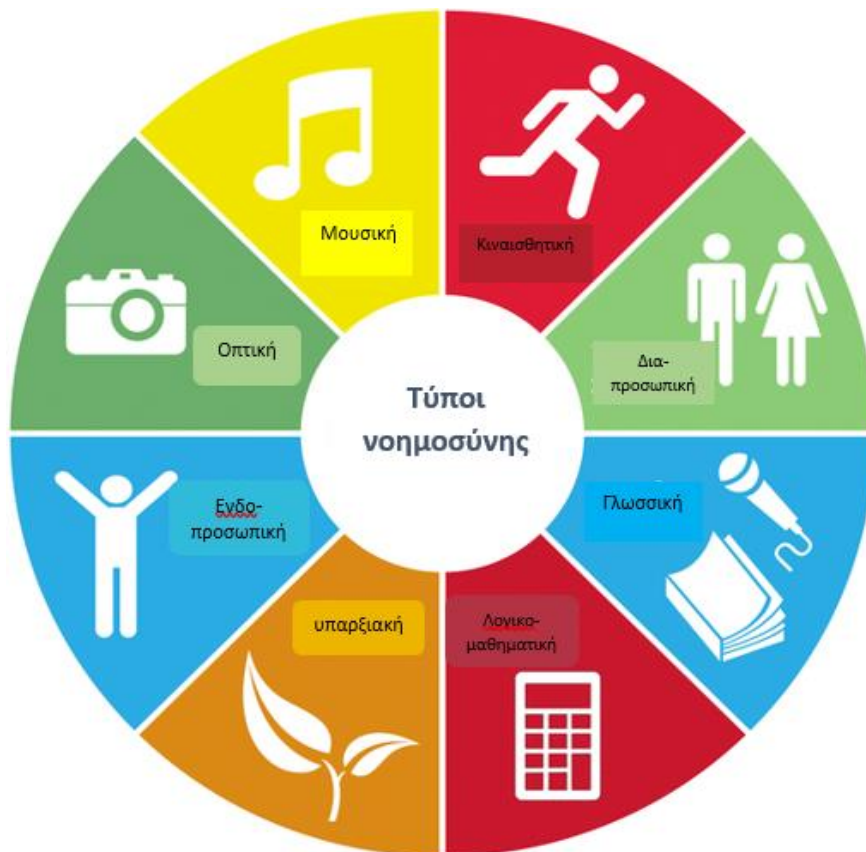 Μουσική
Κιναισθητική
Οπτική
Δια-
προσωπική
Τύποι
νοημοσύνης
Ενδο-
προσωπική
Γλωσσική
υπαρξιακή
Λογικο-
μαθηματική